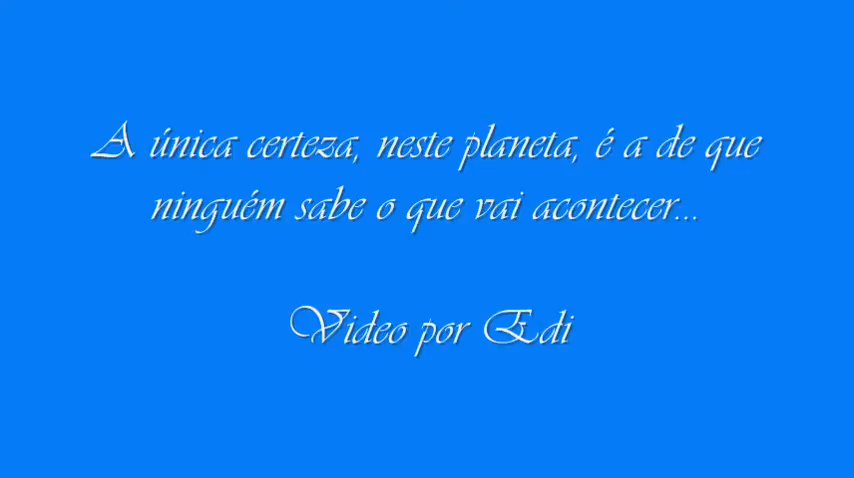 A única certeza, neste planeta, é a de que
ninguém sabe o que vai acontecer...
Video por Edi